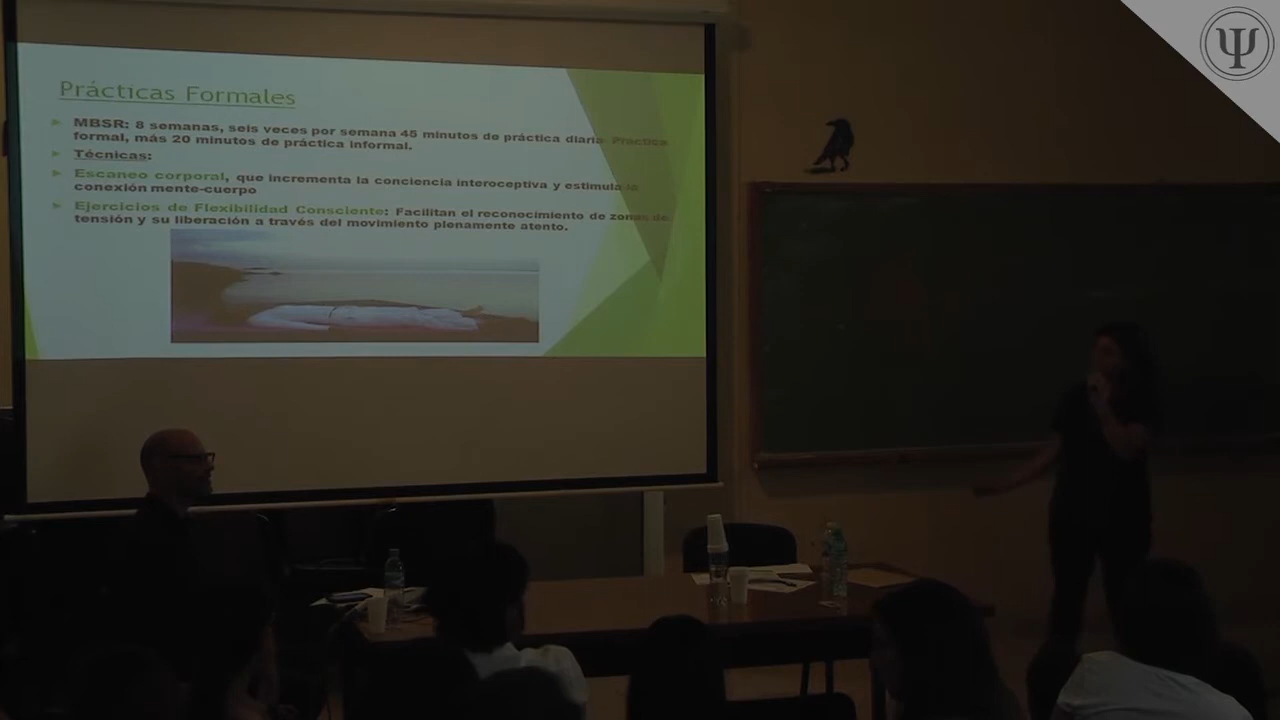 Prácticas Formales
MBSR: 8 semanas, seis veces por semana 45 minutos de práctica diaria Practica
formal, más 20 minutos de práctica informal.
Técnicas:
Escaneo corporal, que incrementa la conciencia interoceptiva y estimula la
conexión mente-cuerpo
Ejercicios de Flexibilidad Consciente: Facilitan el reconocimiento de zonas de
tensión y su liberación a través del movimiento plenamente atento.
Ψ